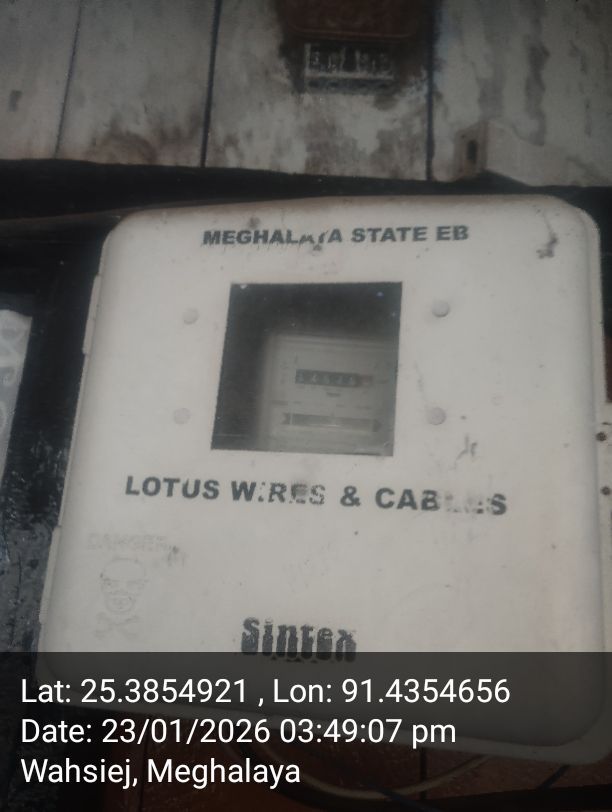 MEGHALAYA STATE EB
LOTUS WIRES & CABLES
DANGER
Sintex
Lat: 25.3854921 , Lon: 91.4354656
Date: 23/01/2026 03:49:07 pm
Wahsiej, Meghalaya